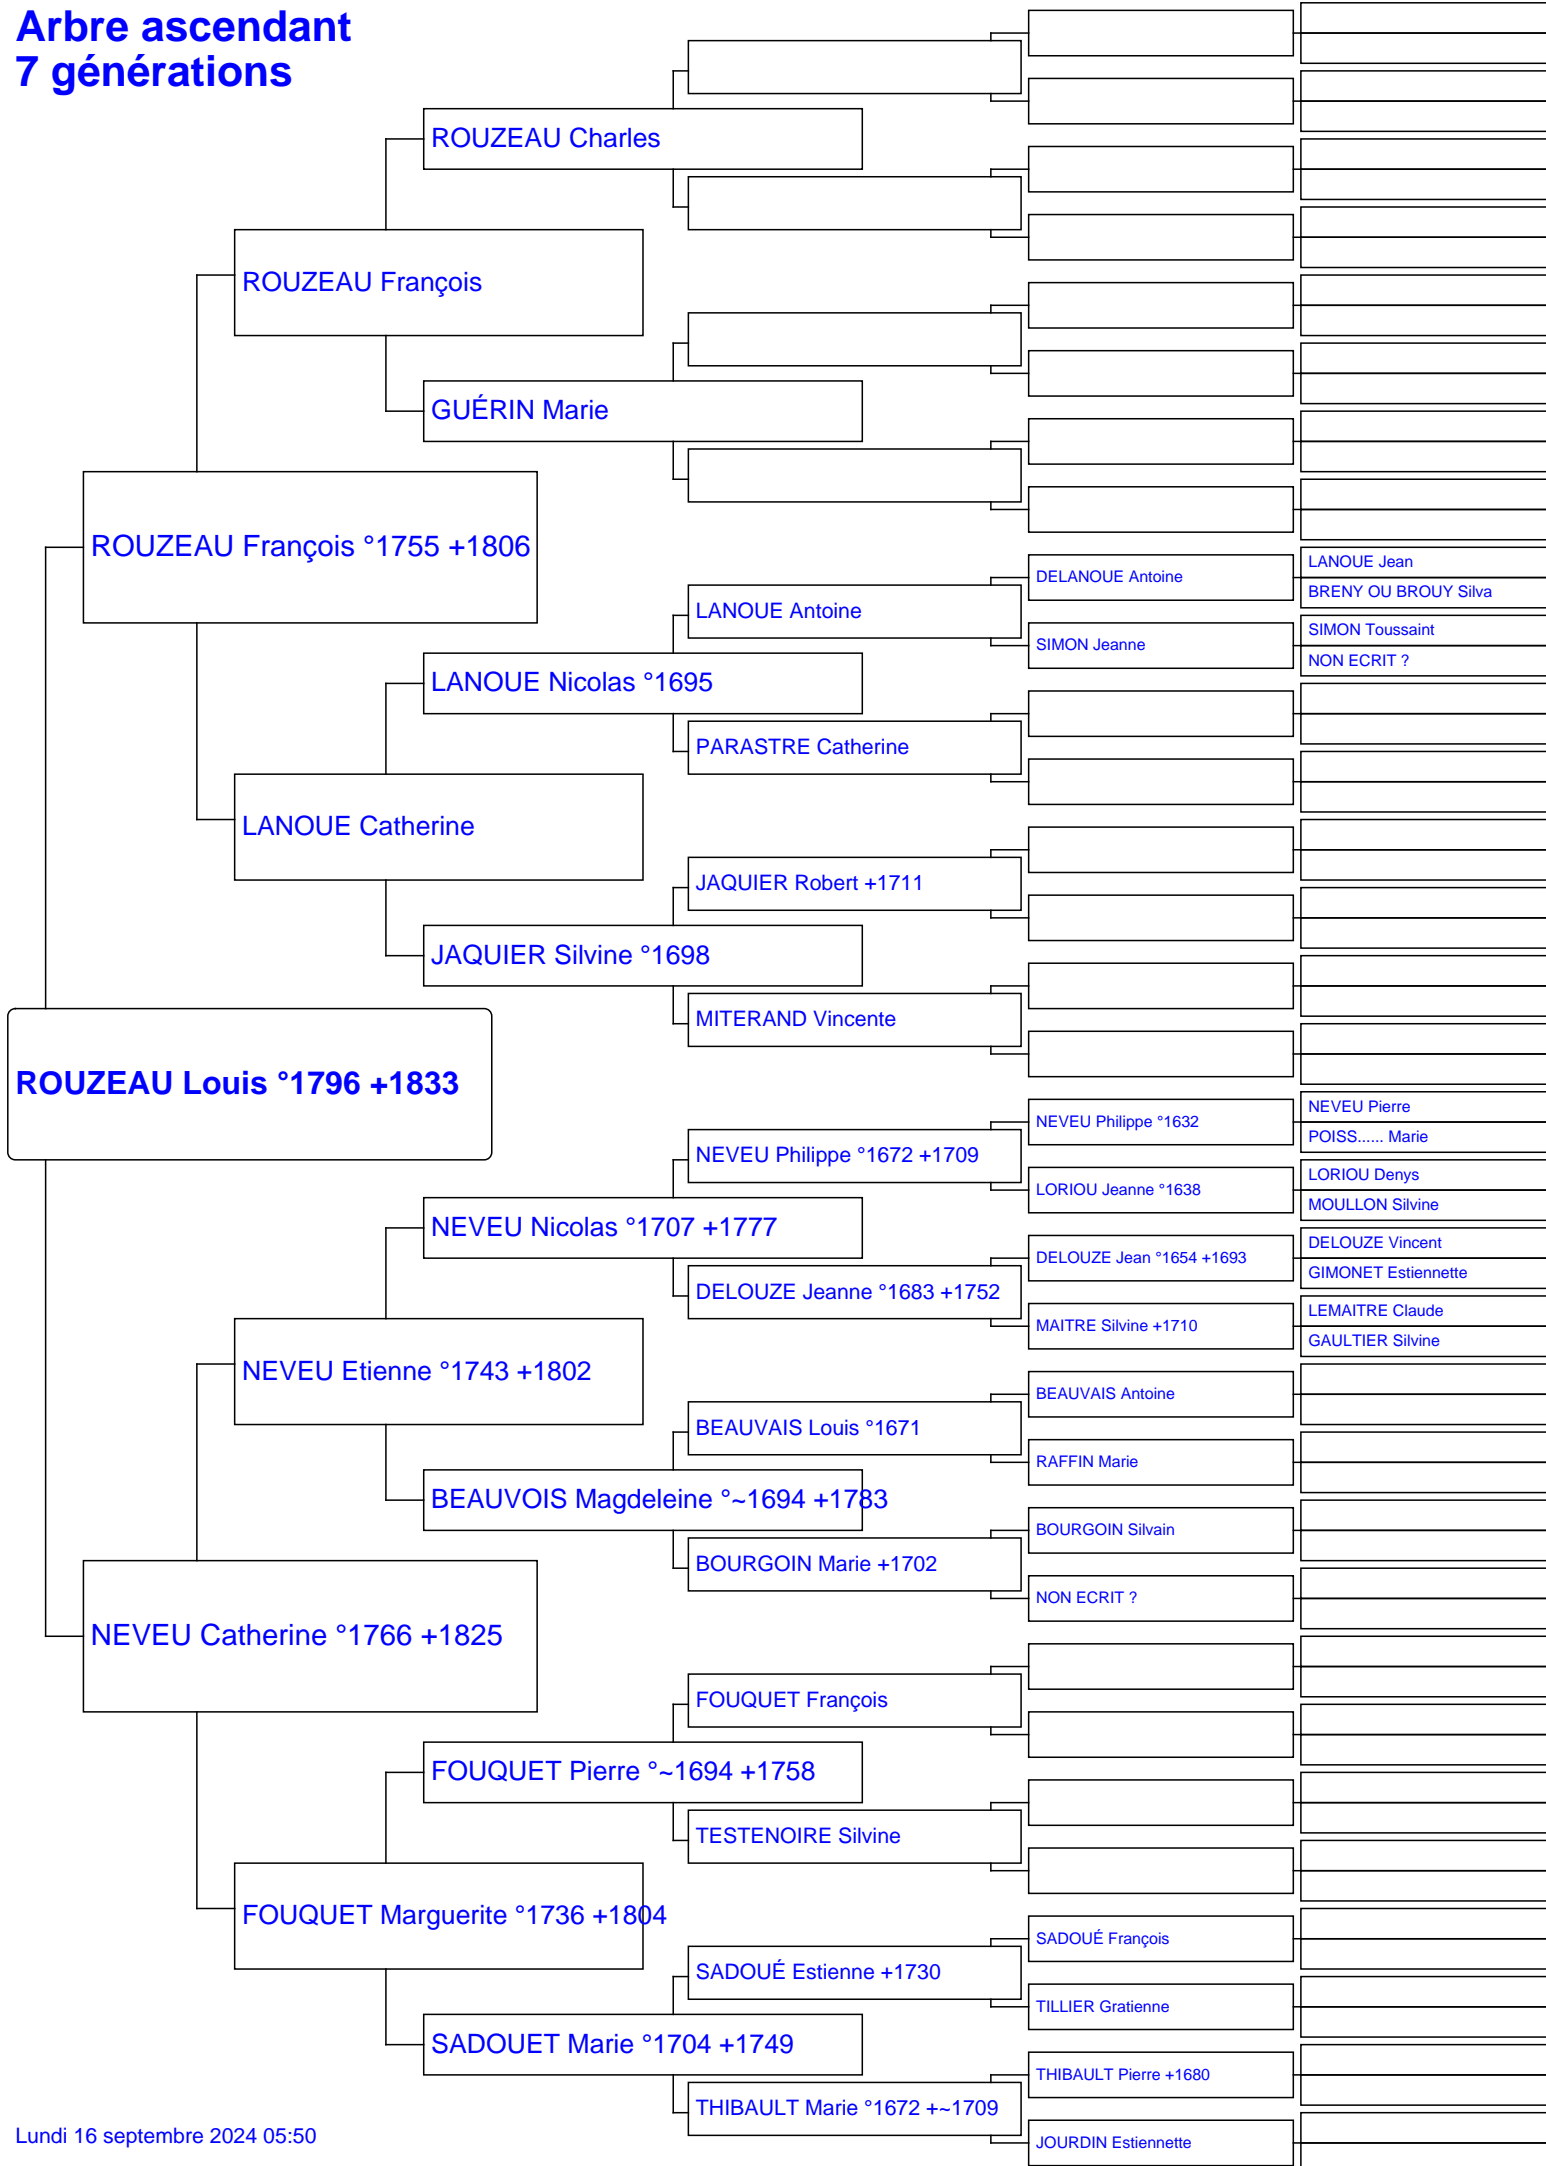 Arbre ascendant
7 générations
ROUZEAU Charles
ROUZEAU François
GUÉRIN Marie
ROUZEAU François °1755 +1806
LANOUE Jean
DELANOUE Antoine
BRENY OU BROUY Silva
LANOUE Antoine
SIMON Toussaint
SIMON Jeanne
NON ECRIT ?
LANOUE Nicolas °1695
PARASTRE Catherine
LANOUE Catherine
JAQUIER Robert +1711
JAQUIER Silvine °1698
MITERAND Vincente
ROUZEAU Louis °1796 +1833
NEVEU Pierre
NEVEU Philippe °1632
POISS...... Marie
NEVEU Philippe °1672 +1709
LORIOU Denys
LORIOU Jeanne °1638
MOULLON Silvine
NEVEU Nicolas °1707 +1777
DELOUZE Vincent
DELOUZE Jean °1654 +1693
GIMONET Estiennette
DELOUZE Jeanne °1683 +1752
LEMAITRE Claude
MAITRE Silvine +1710
GAULTIER Silvine
NEVEU Etienne °1743 +1802
BEAUVAIS Antoine
BEAUVAIS Louis °1671
RAFFIN Marie
BEAUVOIS Magdeleine °~1694 +1783
BOURGOIN Silvain
BOURGOIN Marie +1702
NON ECRIT ?
NEVEU Catherine °1766 +1825
FOUQUET François
FOUQUET Pierre °~1694 +1758
TESTENOIRE Silvine
FOUQUET Marguerite °1736 +1804
SADOUÉ François
SADOUÉ Estienne +1730
TILLIER Gratienne
SADOUET Marie °1704 +1749
THIBAULT Pierre +1680
THIBAULT Marie °1672 +~1709
JOURDIN Estiennette
Lundi 16 septembre 2024 05:50